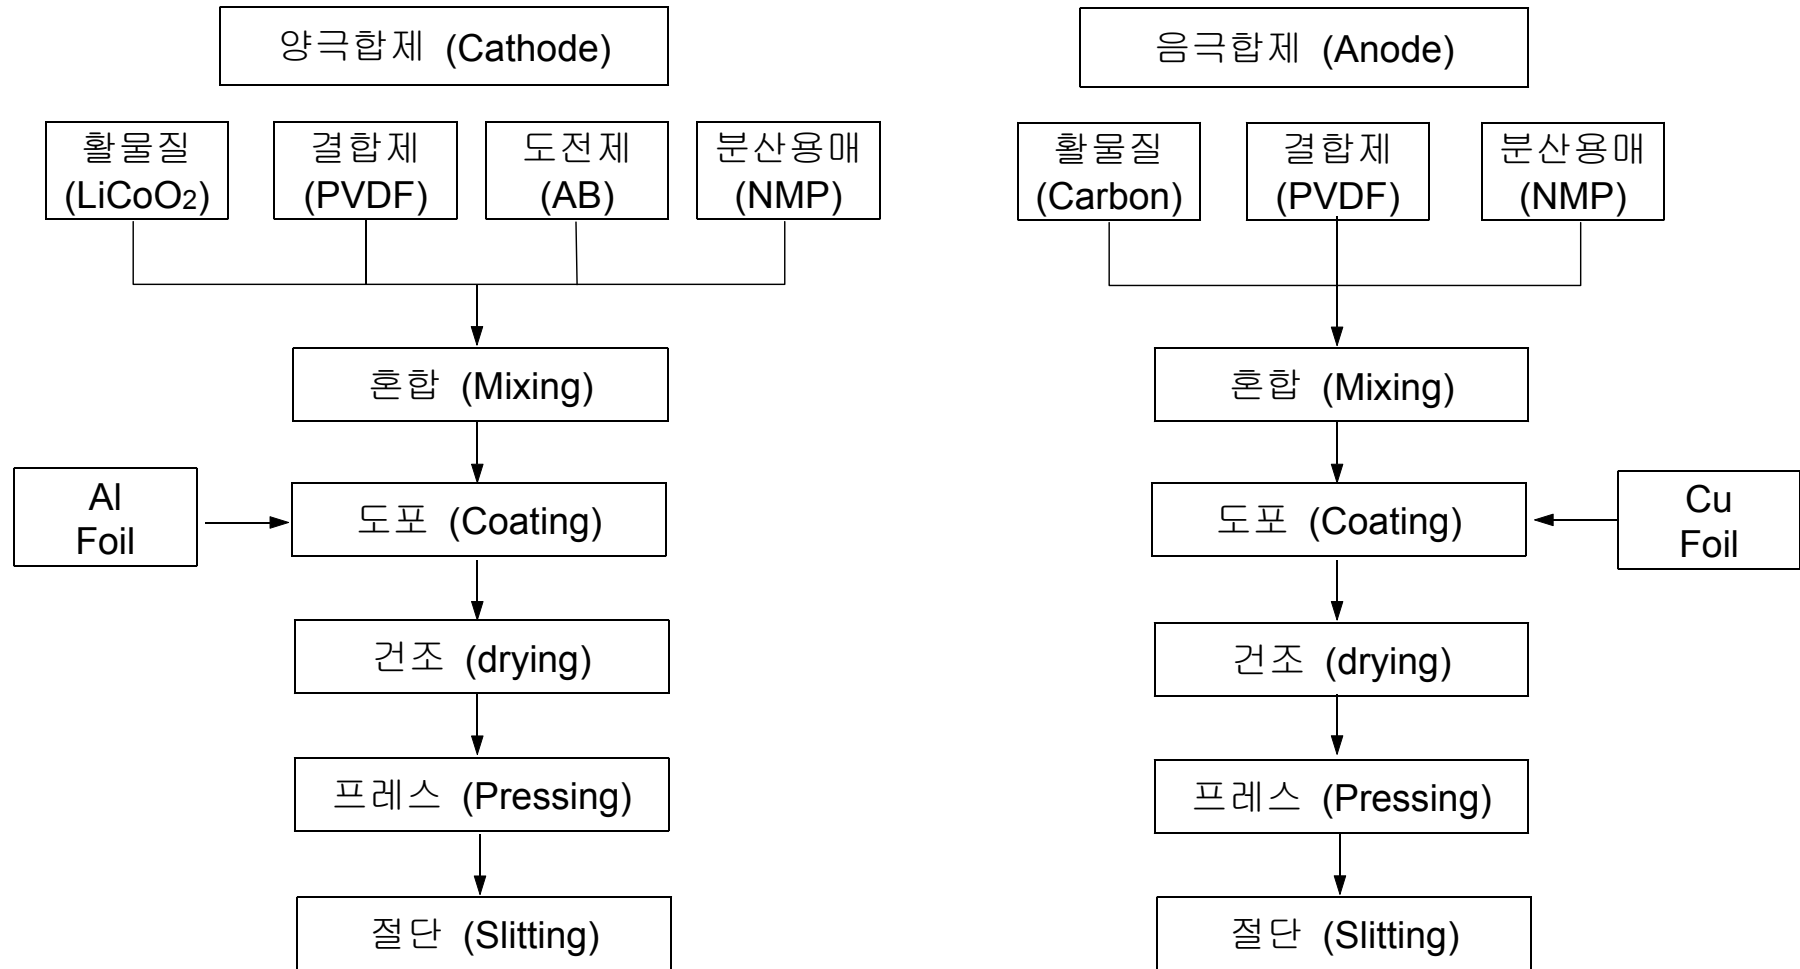 양극합제 (Cathode)
활물질
(LiCoO2)
결합제
(PVDF)
도전제
(AB)
분산용매
(NMP)
혼합 (Mixing)
Al
Foil
도포 (Coating)
건조 (drying)
프레스 (Pressing)
절단 (Slitting)
음극합제 (Anode)
활물질
(Carbon)
결합제
(PVDF)
분산용매
(NMP)
혼합 (Mixing)
도포 (Coating)
Cu
Foil
건조 (drying)
프레스 (Pressing)
절단 (Slitting)